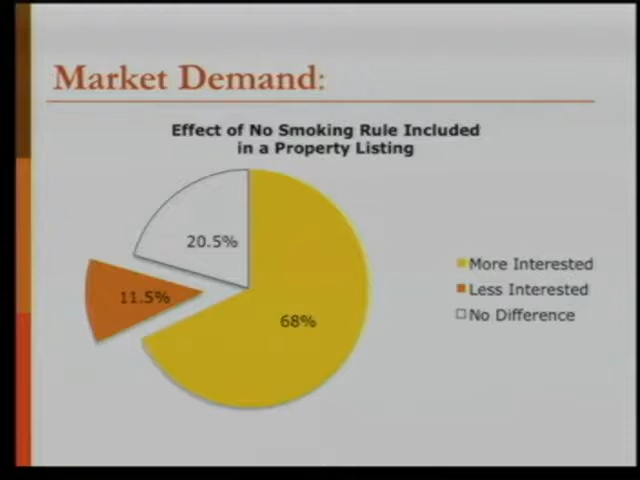 Market Demand:
Effect of No Smoking Rule Included
in a Property Listing
20.5%
11.5%
68%
More Interested
Less Interested
No Difference